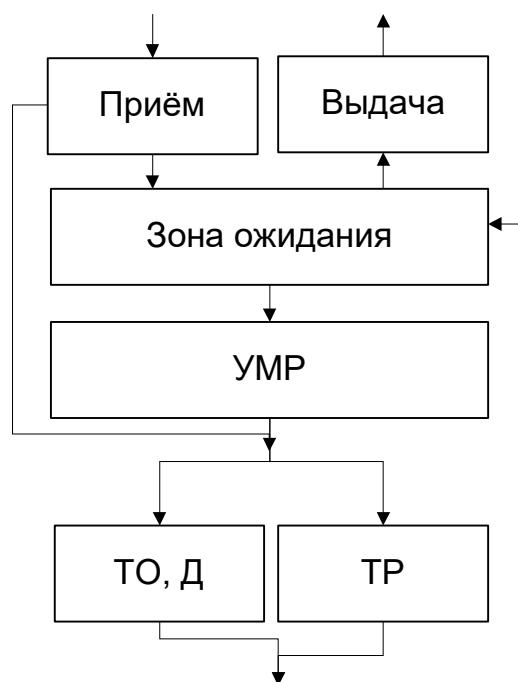 Приём
Выдача
Зона ожидания
УМР
ТО, Д
ТР